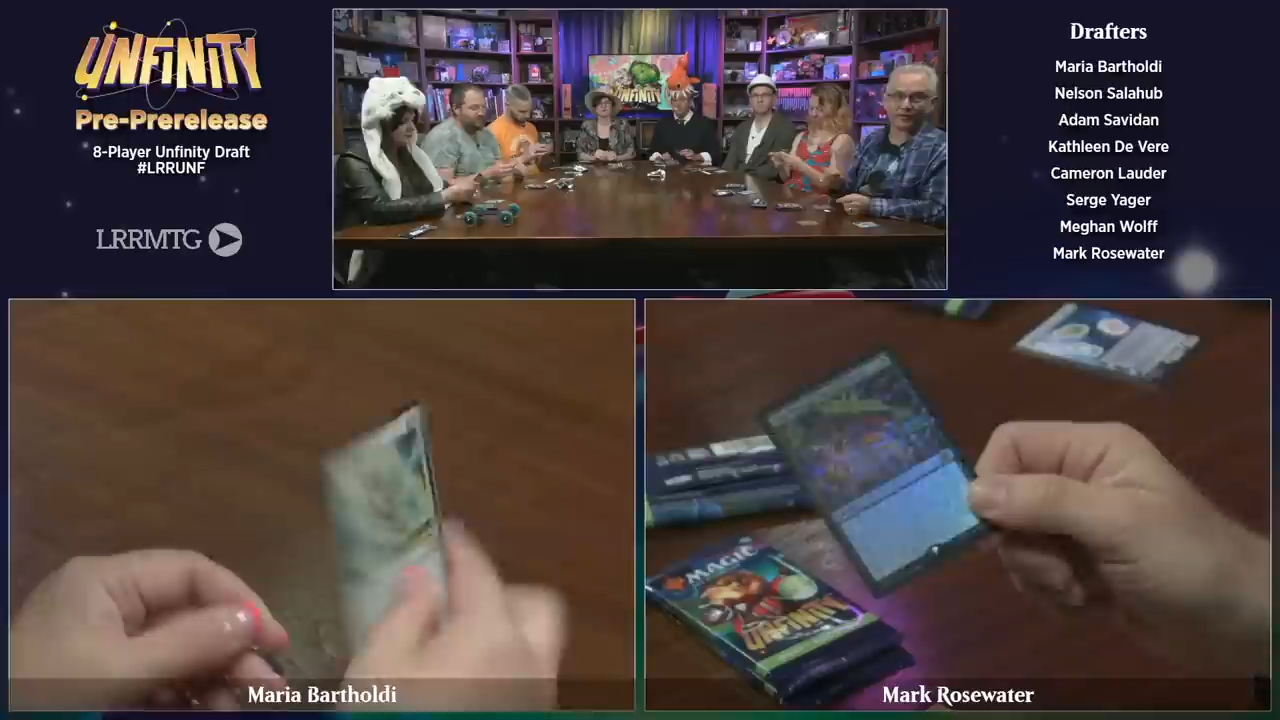 UNFINITY
Pre-Prerelease
8-Player Unfinity Draft
#LRRUNF
LRRMTG
UNFINITY
Drafters
Maria Bartholdi
Nelson Salahub
Adam Savidan
Kathleen De Vere
Cameron Lauder
Serge Yager
Meghan Wolff
Mark Rosewater
MAGIC
UNFINITY
Maria Bartholdi
Mark Rosewater